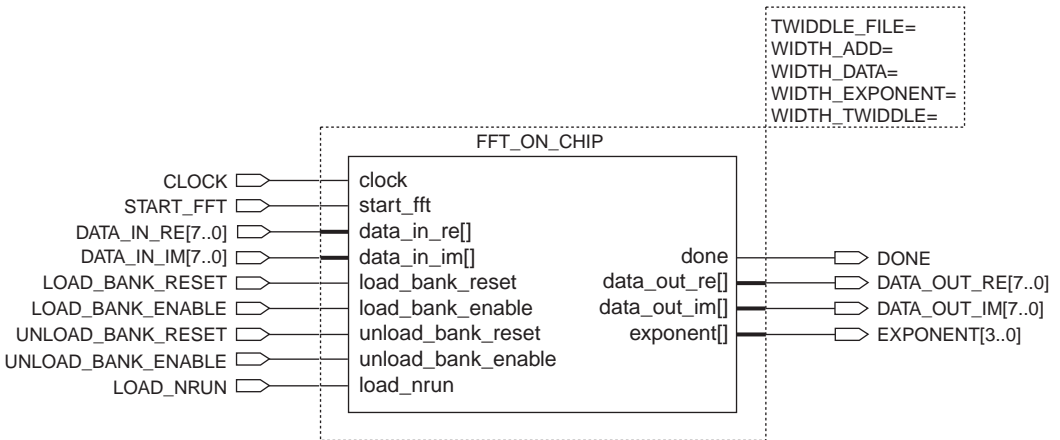 TWIDDLE_FILE=
WIDTH_ADD=
WIDTH_DATA=
WIDTH_EXPONENT=
WIDTH_TWIDDLE=
FFT_ON_CHIP
CLOCK clock
START_FFT start_fft
DATA_IN_RE[7..0] data_in_re[]
DATA_IN_IM[7..0] data_in_im[] done DONE
LOAD_BANK_RESET load_bank_reset data_out_re[] DATA_OUT_RE[7..0]
LOAD_BANK_ENABLE load_bank_enable data_out_im[] DATA_OUT_IM[7..0]
UNLOAD_BANK_RESET unload_bank_reset exponent[] EXPONENT[3..0]
UNLOAD_BANK_ENABLE unload_bank_enable
LOAD_NRUN load_nrun